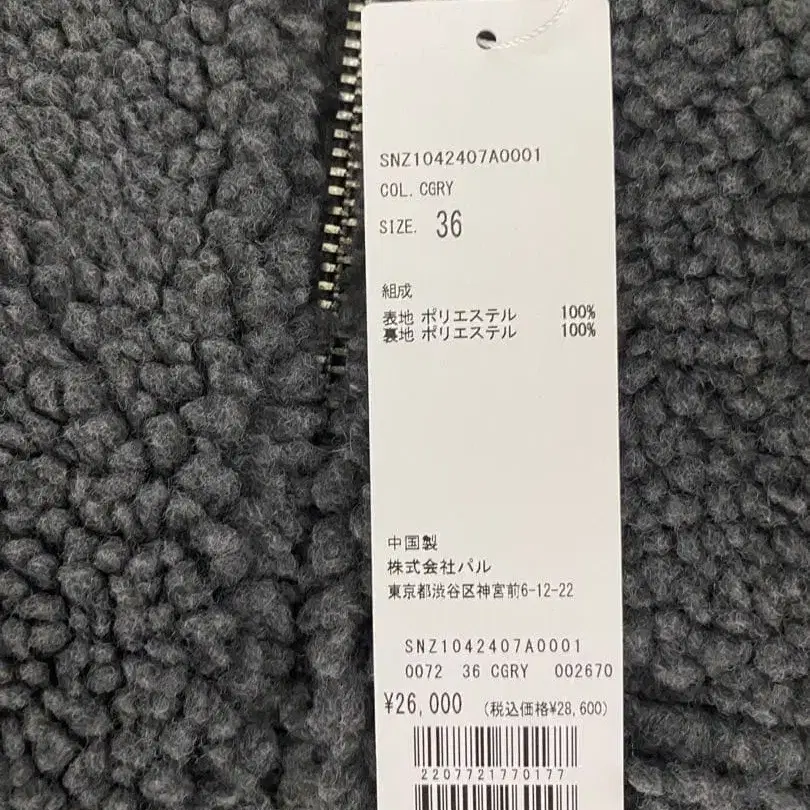 SNZ1042407A0001
COL. CGRY
SIZE. 36
組成
表地 ポリエステル 100%
裏地 ポリエステル 100%
中国製
株式会社パル
東京都渋谷区神宮前6-12-22
SNZ1042407A0001
0072 36 CGRY 002670
¥26,000 (税込価格¥28,600)
2207721770177